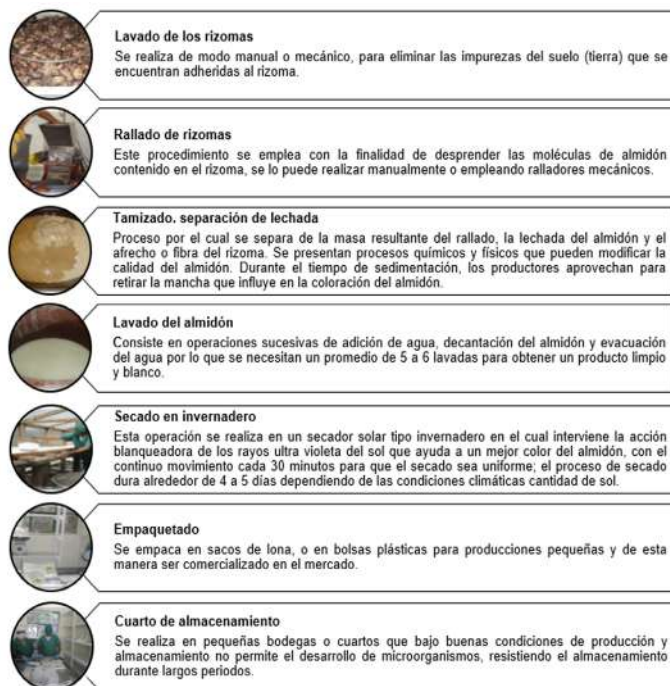 Lavado de los rizomas
Se realiza de modo manual o mecánico, para eliminar las impurezas del suelo (tierra) que se
encuentran adheridas al rizoma.
Rallado de rizomas
Este procedimiento se emplea con la finalidad de desprender las moléculas de almidón
contenido en el rizoma, se lo puede realizar manualmente o empleando ralladores mecánicos.
Tamizado. separación de lechada
Proceso por el cual se separa de la masa resultante del rallado, la lechada del almidón y el
afrecho o fibra del rizoma. Se presentan procesos químicos y físicos que pueden modificar la
calidad del almidón. Durante el tiempo de sedimentación, los productores aprovechan para
retirar la mancha que influye en la coloración del almidón.
Lavado del almidón
Consiste en operaciones sucesivas de adición de agua, decantación del almidón y evacuación
del agua por lo que se necesitan un promedio de 5 a 6 lavadas para obtener un producto limpio
y blanco.
Secado en invernadero
Esta operación se realiza en un secador solar tipo invernadero en el cual interviene la acción
blanqueadora de los rayos ultra violeta del sol que ayuda a un mejor color del almidón, con el
continuo movimiento cada 30 minutos para que el secado sea uniforme; el proceso de secado
dura alrededor de 4 a 5 días dependiendo de las condiciones climáticas cantidad de sol.
Empaquetado
Se empaca en sacos de lona, o en bolsas plásticas para producciones pequeñas y de esta
manera ser comercializado en el mercado.
Cuarto de almacenamiento
Se realiza en pequeñas bodegas o cuartos que bajo buenas condiciones de producción y
almacenamiento no permite el desarrollo de microorganismos, resistiendo el almacenamiento
durante largos periodos.